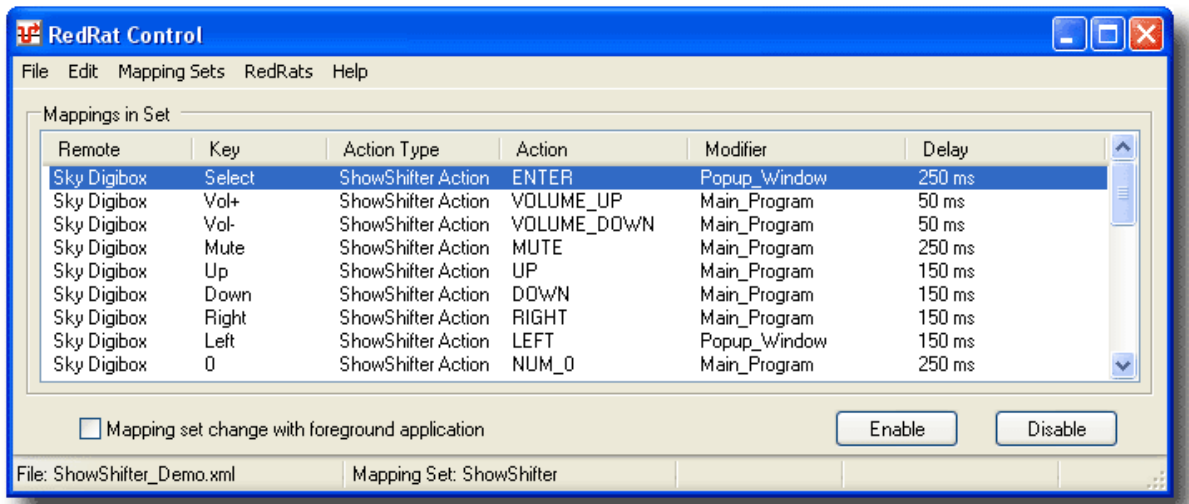 RedRat Control
File Edit Mapping Sets RedRats Help
Mappings in Set
Remote Key Action Type Action Modifier Delay
Sky Digibox Select ShowShifter Action ENTER Popup_Window 250 ms
Sky Digibox Vol+ ShowShifter Action VOLUME_UP Main_Program 50 ms
Sky Digibox Vol- ShowShifter Action VOLUME_DOWN Main_Program 50 ms
Sky Digibox Mute ShowShifter Action MUTE Main_Program 250 ms
Sky Digibox Up ShowShifter Action UP Main_Program 150 ms
Sky Digibox Down ShowShifter Action DOWN Main_Program 150 ms
Sky Digibox Right ShowShifter Action RIGHT Main_Program 150 ms
Sky Digibox Left ShowShifter Action LEFT Popup_Window 150 ms
Sky Digibox 0 ShowShifter Action NUM_0 Main_Program 250 ms
Mapping set change with foreground application Enable Disable
File: ShowShifter_Demo.xml Mapping Set: ShowShifter